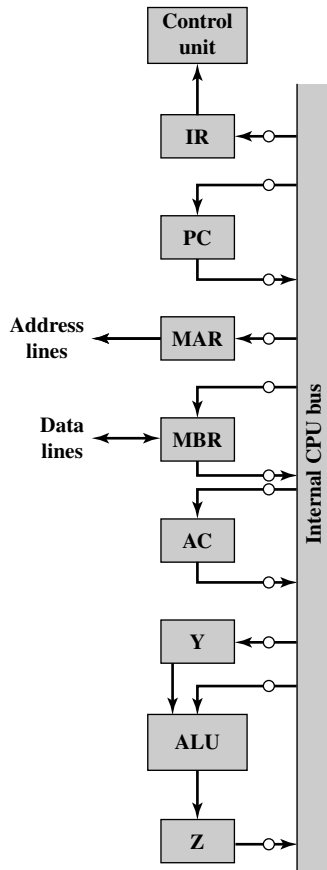 Control
unit
IR
PC
Address
lines
MAR
Data
lines
MBR
AC
Internal CPU bus
Y
ALU
Z